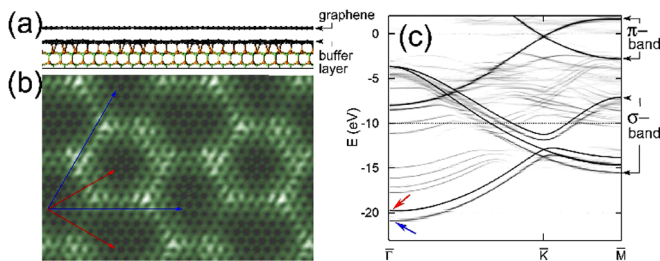 (a)
graphene
buffer
layer
(b)
(c)
E (eV)
0
-5
-10
-15
-20
Γ̅
K̅
M̅
π-
band
σ-
band